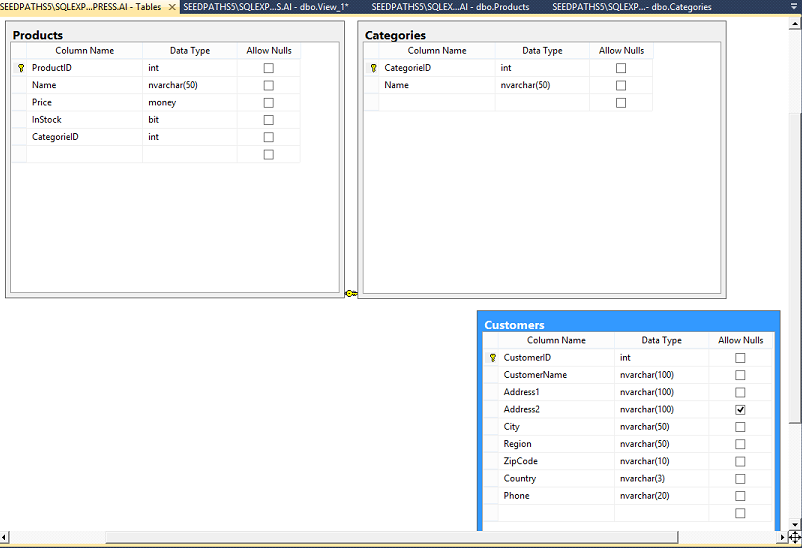 SEEDPATHS5\SQLEXP...PRESS.AI - Tables SEEDPATHS5\SQLEXP...S.AI - dbo.View_1* SEEDPATHS5\SQLEX...AI - dbo.Products SEEDPATHS5\SQLEXP...- dbo.Categories
Products
Column Name Data Type Allow Nulls
ProductID int
Name nvarchar(50)
Price money
InStock bit
CategorieID int
Categories
Column Name Data Type Allow Nulls
CategorieID int
Name nvarchar(50)
Customers
Column Name Data Type Allow Nulls
CustomerID int
CustomerName nvarchar(100)
Address1 nvarchar(100)
Address2 nvarchar(100)
City nvarchar(50)
Region nvarchar(50)
ZipCode nvarchar(10)
Country nvarchar(3)
Phone nvarchar(20)